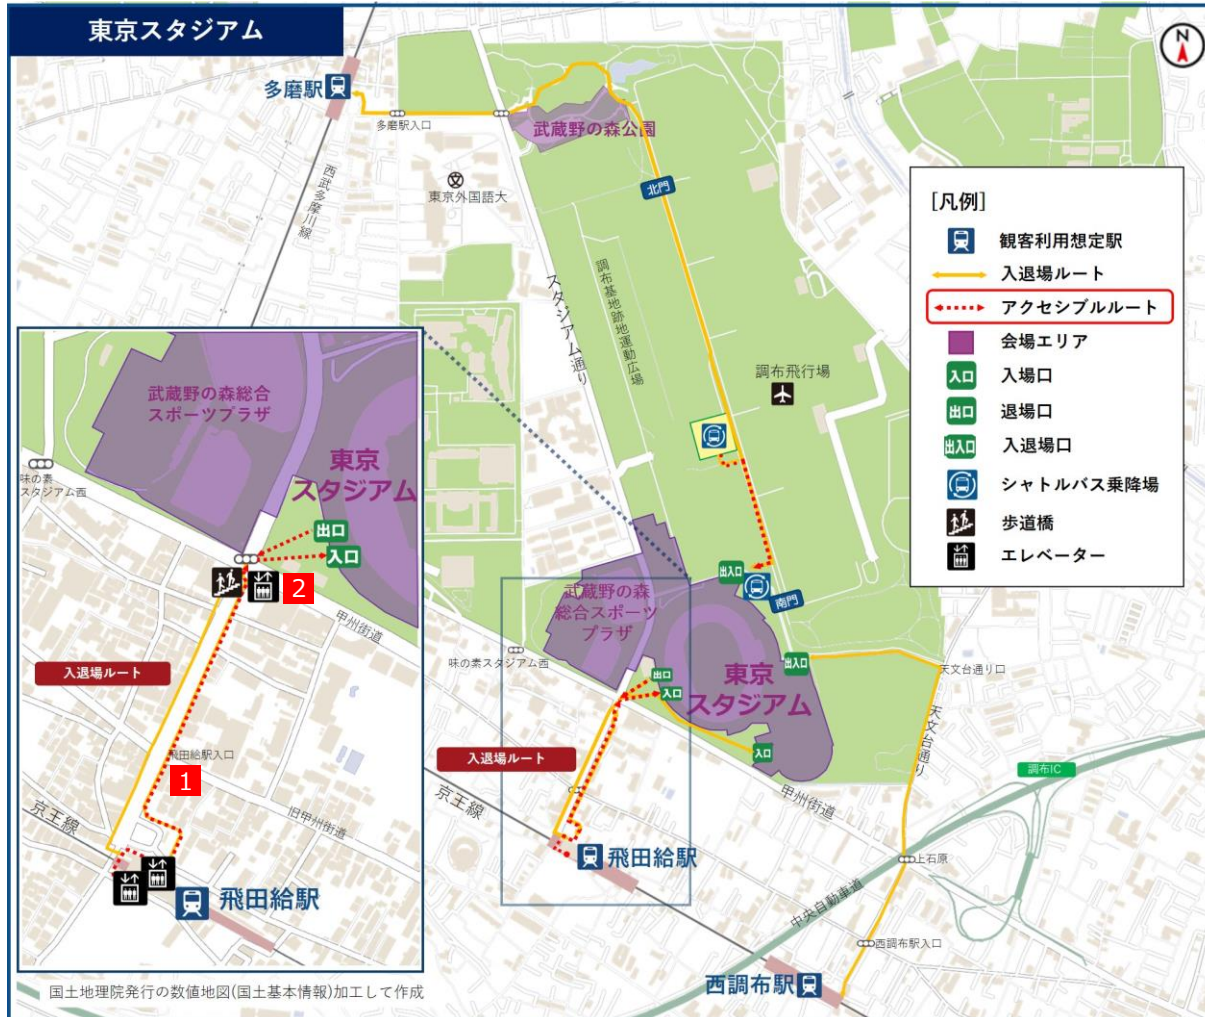 東京スタジアム
N
多磨駅
多磨駅入口
武蔵野の森公園
西武多摩川線
東京外国語大
北門
[凡例]
観客利用想定駅
入退場ルート
アクセシブルルート
会場エリア
入口
入場口
出口
退場口
出入口
入退場口
シャトルバス乗降場
歩道橋
エレベーター
スタジアム通り
調布基地跡地運動広場
調布飛行場
武蔵野の森総合
スポーツプラザ
東京
スタジアム
味の素
スタジアム西
出口
入口
2
甲州街道
入退場ルート
飛田給駅入口
1
旧甲州街道
京王線
飛田給駅
出入口
南門
武蔵野の森
総合スポーツ
プラザ
味の素スタジアム西
出口
入口
出入口
東京
スタジアム
入口
天文台通り口
天文台通り
入退場ルート
甲州街道
調布IC
京王線
飛田給駅
上石原
中央自動車道
西調布駅入口
西調布駅
国土地理院発行の数値地図(国土基本情報)加工して作成